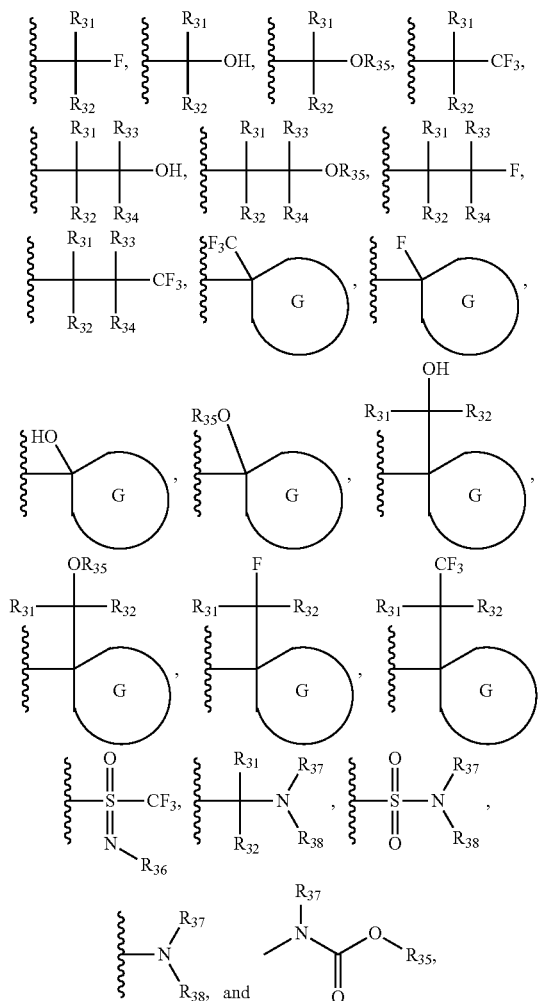 R31 R31 R31 R31
F, OH, OR35, CF3,
R32 R32 R32 R32
R31 R33 R31 R33 R31 R33
OH, OR35, F,
R32 R34 R32 R34 R32 R34
R31 R33 F3C F
CF3, G , G ,
R32 R34
OH
HO R35O R31 R32
G , G , G ,
OR35 F CF3
R31 R32 R31 R32 R31 R32
G , G , G ,
O R31 R37 O R37
S CF3, N , S N ,
N R36 R32 R38 O R38
R37 R37
N N O R35,
R38, and O